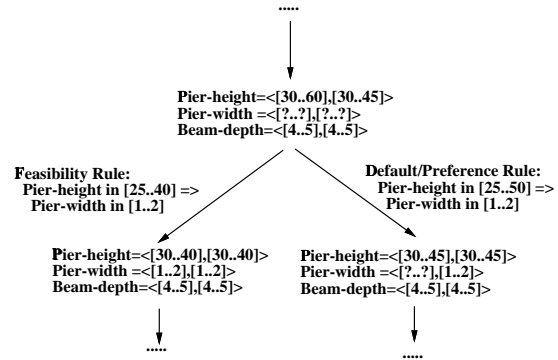 .....
Pier-height=<[30..60],[30..45]>
Pier-width =<[?..?],[?..?]>
Beam-depth=<[4..5],[4..5]>
Feasibility Rule:
Pier-height in [25..40] =>
Pier-width in [1..2]
Default/Preference Rule:
Pier-height in [25..50] =>
Pier-width in [1..2]
Pier-height=<[30..40],[30..40]>
Pier-width =<[1..2],[1..2]>
Beam-depth=<[4..5],[4..5]>
Pier-height=<[30..45],[30..45]>
Pier-width =<[?..?],[1..2]>
Beam-depth=<[4..5],[4..5]>
.....
.....